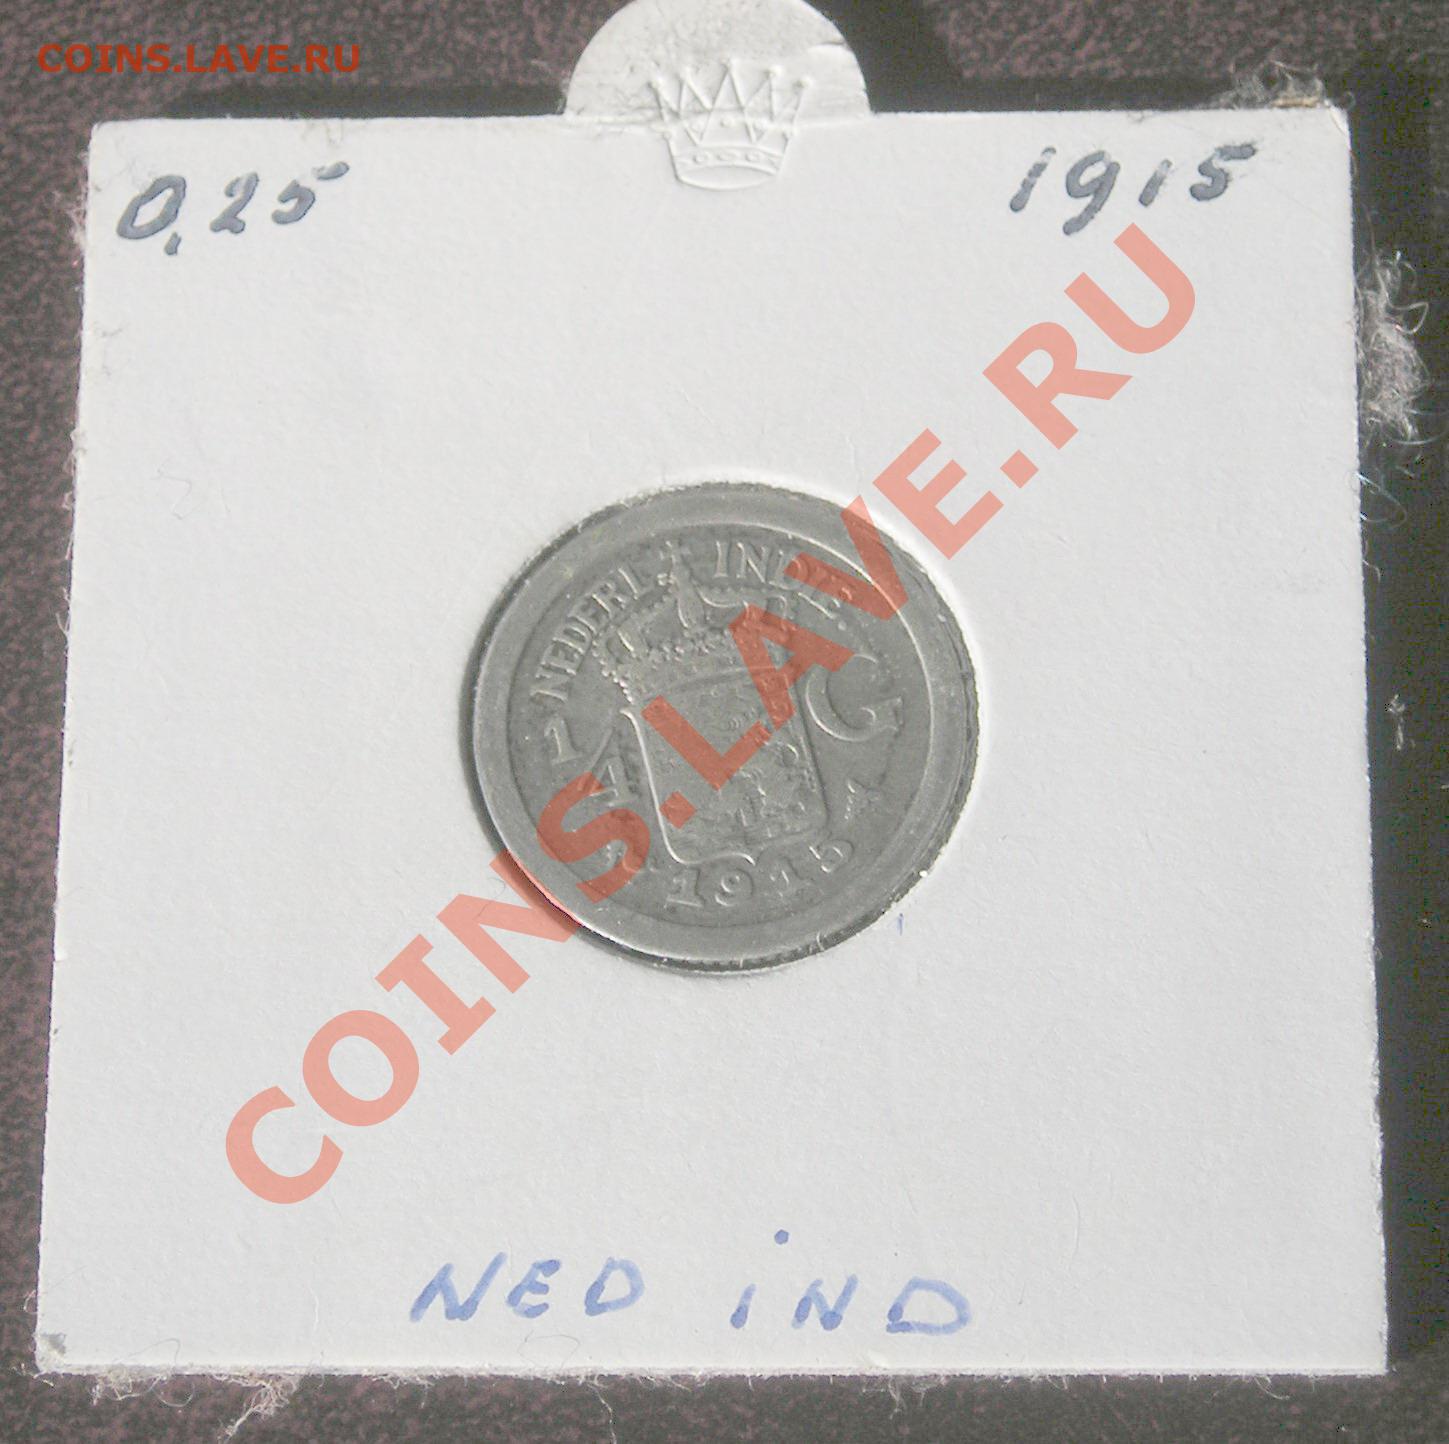 COINS.LAVE.RU
0,25 1915
NEDERL INDIE.
1/4 G
1915
COINS.LAVE.RU
NED IND